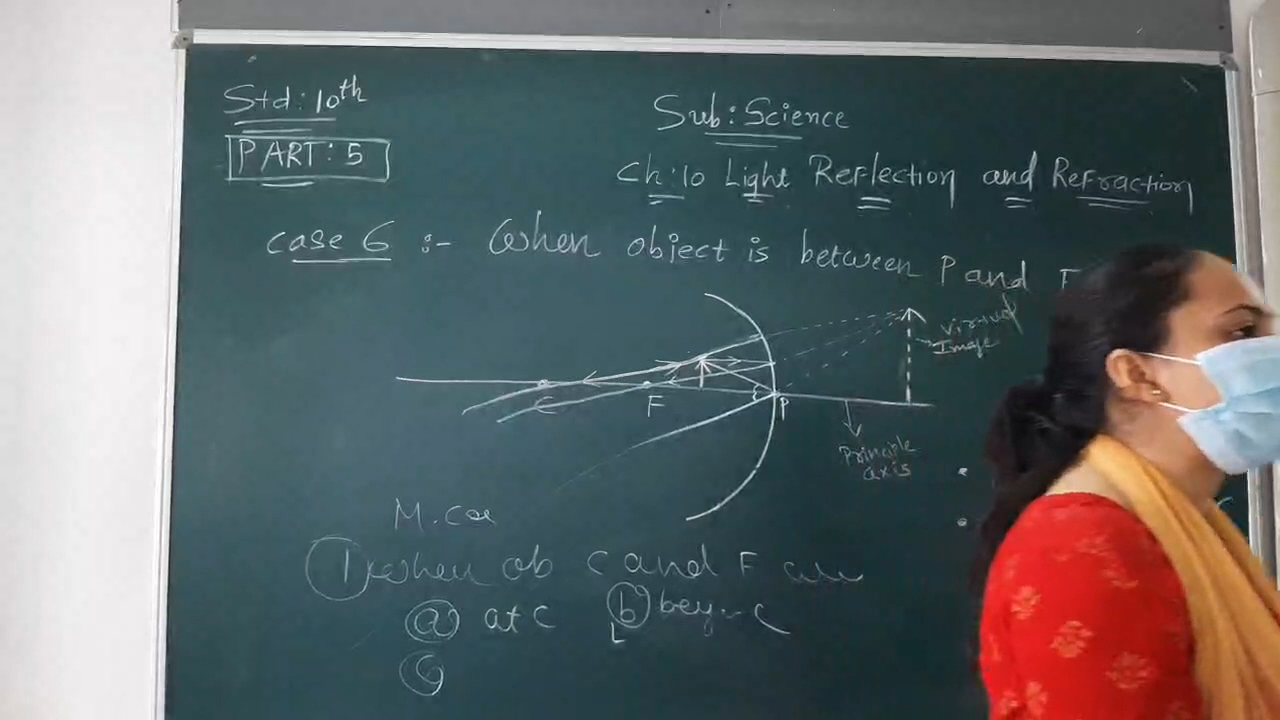 Std: 10th
Sub: Science
PART: 5
Ch: 10 Light Reflection and Refraction
case 6 :- When object is between P and F
Virtual
Image
C
F
P
Principle
axis
M.
1 when ob C and F
a at C
b bey C